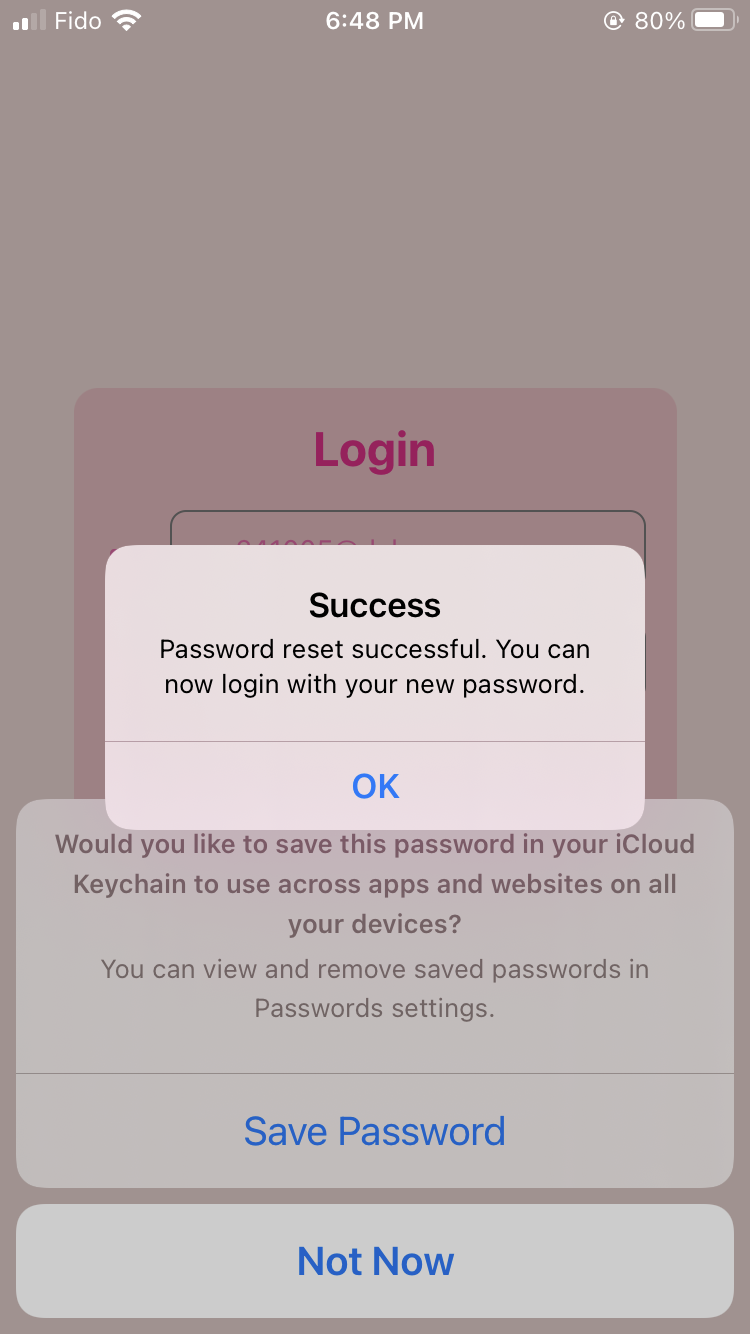 Fido 6:48 PM 80%
Login
Success
Password reset successful. You can
now login with your new password.
OK
Would you like to save this password in your iCloud
Keychain to use across apps and websites on all
your devices?
You can view and remove saved passwords in
Passwords settings.
Save Password
Not Now